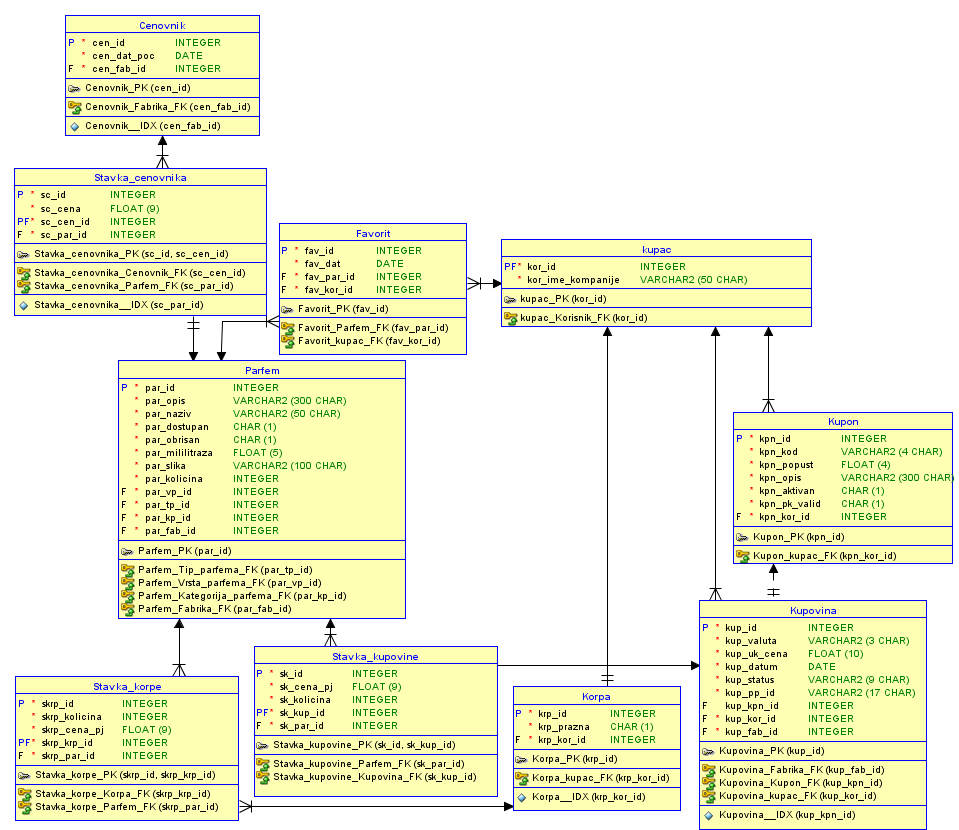 Cenovnik
P * cen_id INTEGER
* cen_dat_poc DATE
F * cen_fab_id INTEGER
Cenovnik_PK (cen_id)
Cenovnik_Fabrika_FK (cen_fab_id)
Cenovnik__IDX (cen_fab_id)
Stavka_cenovnika
P * sc_id INTEGER
* sc_cena FLOAT (9)
PF* sc_cen_id INTEGER
F * sc_par_id INTEGER
Stavka_cenovnika_PK (sc_id, sc_cen_id)
Stavka_cenovnika_Cenovnik_FK (sc_cen_id)
Stavka_cenovnika_Parfem_FK (sc_par_id)
Stavka_cenovnika__IDX (sc_par_id)
Favorit
P * fav_id INTEGER
* fav_dat DATE
F * fav_par_id INTEGER
F * fav_kor_id INTEGER
Favorit_PK (fav_id)
Favorit_Parfem_FK (fav_par_id)
Favorit_kupac_FK (fav_kor_id)
kupac
PF* kor_id INTEGER
* kor_ime_kompanije VARCHAR2 (50 CHAR)
kupac_PK (kor_id)
kupac_Korisnik_FK (kor_id)
Parfem
P * par_id INTEGER
* par_opis VARCHAR2 (300 CHAR)
* par_naziv VARCHAR2 (50 CHAR)
* par_dostupan CHAR (1)
* par_obrisan CHAR (1)
* par_mililitraza FLOAT (5)
* par_slika VARCHAR2 (100 CHAR)
* par_kolicina INTEGER
F * par_vp_id INTEGER
F * par_tp_id INTEGER
F * par_kp_id INTEGER
F * par_fab_id INTEGER
Parfem_PK (par_id)
Parfem_Tip_parfema_FK (par_tp_id)
Parfem_Vrsta_parfema_FK (par_vp_id)
Parfem_Kategorija_parfema_FK (par_kp_id)
Parfem_Fabrika_FK (par_fab_id)
Kupon
P * kpn_id INTEGER
* kpn_kod VARCHAR2 (4 CHAR)
* kpn_popust FLOAT (4)
* kpn_opis VARCHAR2 (300 CHAR)
* kpn_aktivan CHAR (1)
* kpn_pk_valid CHAR (1)
F * kpn_kor_id INTEGER
Kupon_PK (kpn_id)
Kupon_kupac_FK (kpn_kor_id)
Stavka_korpe
P * skrp_id INTEGER
* skrp_kolicina INTEGER
* skrp_cena_pj FLOAT (9)
PF* skrp_krp_id INTEGER
F * skrp_par_id INTEGER
Stavka_korpe_PK (skrp_id, skrp_krp_id)
Stavka_korpe_Korpa_FK (skrp_krp_id)
Stavka_korpe_Parfem_FK (skrp_par_id)
Stavka_kupovine
P * sk_id INTEGER
* sk_cena_pj FLOAT (9)
* sk_kolicina INTEGER
PF* sk_kup_id INTEGER
F * sk_par_id INTEGER
Stavka_kupovine_PK (sk_id, sk_kup_id)
Stavka_kupovine_Parfem_FK (sk_par_id)
Stavka_kupovine_Kupovina_FK (sk_kup_id)
Korpa
P * krp_id INTEGER
* krp_prazna CHAR (1)
F * krp_kor_id INTEGER
Korpa_PK (krp_id)
Korpa_kupac_FK (krp_kor_id)
Korpa__IDX (krp_kor_id)
Kupovina
P * kup_id INTEGER
* kup_valuta VARCHAR2 (3 CHAR)
* kup_uk_cena FLOAT (10)
* kup_datum DATE
* kup_status VARCHAR2 (9 CHAR)
* kup_pp_id VARCHAR2 (17 CHAR)
F kup_kpn_id INTEGER
F * kup_kor_id INTEGER
F * kup_fab_id INTEGER
Kupovina_PK (kup_id)
Kupovina_Fabrika_FK (kup_fab_id)
Kupovina_Kupon_FK (kup_kpn_id)
Kupovina_kupac_FK (kup_kor_id)
Kupovina__IDX (kup_kpn_id)